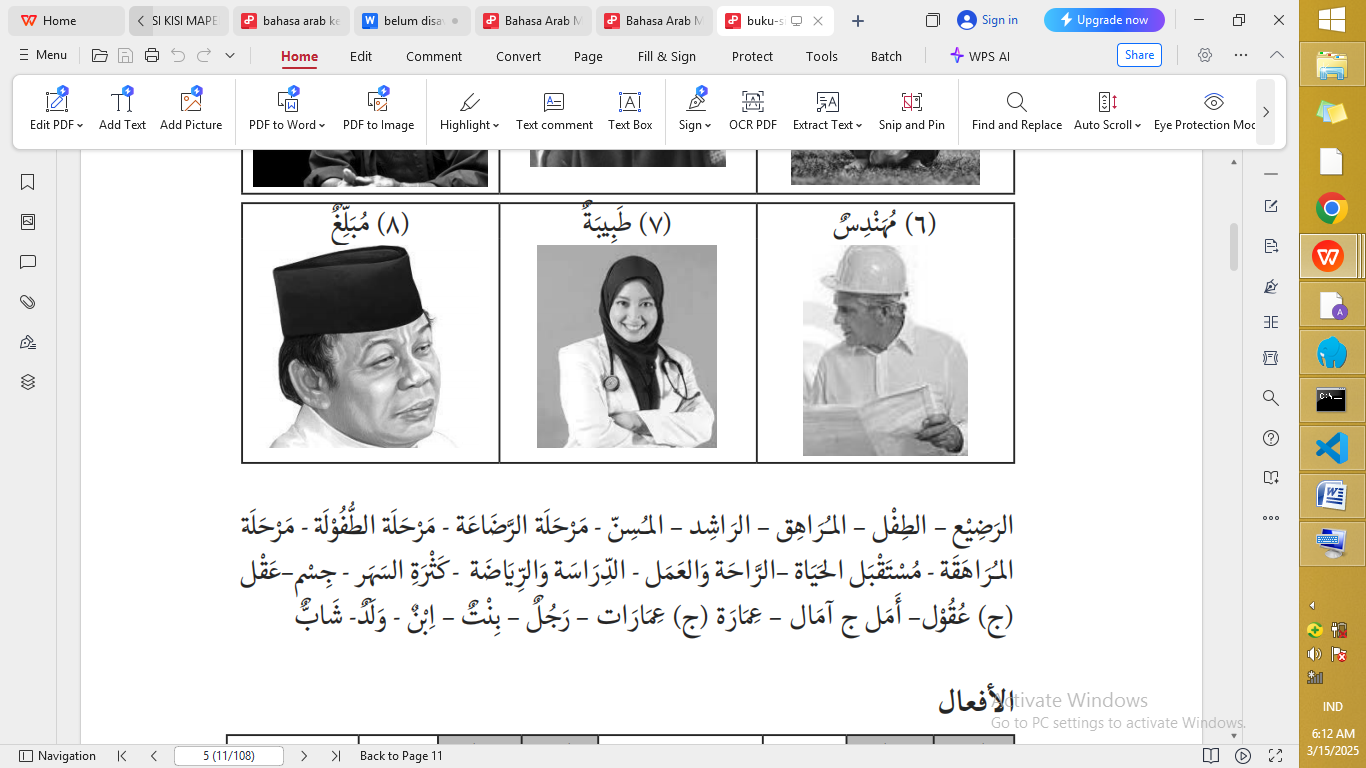 Home
SI KISI MAPE
bahasa arab ke
belum disa
Bahasa Arab M
Bahasa Arab M
buku-s
Sign in
Upgrade now
Menu
Home
Edit
Comment
Convert
Page
Fill & Sign
Protect
Tools
Batch
WPS AI
Share
Edit PDF
Add Text
Add Picture
PDF to Word
PDF to Image
Highlight
Text comment
Text Box
Sign
OCR PDF
Extract Text
Snip and Pin
Find and Replace
Auto Scroll
Eye Protection Mod
(٦) مُهَنْدِسٌ
(٧) طَبِيبَةٌ
(٨) مُبَلِّغٌ
الرَضِيْع – الطِفْل – المُرَاهِق – الرَاشِد – المُسِنّ - مَرْحَلَة الرَّضَاعَة - مَرْحَلَة الطُّفُوْلَة - مَرْحَلَة
المُرَاهَقَة - مُسْتَقْبَل الحَيَاة –الرَّاحَة وَالعَمَل - الدِّرَاسَة وَالرِّيَاضَة - كَثْرَةِ السَهَر - جِسْم–عَقْل
(ج) عُقُوْل– أَمَل ج آمَال – عِمَارَة (ج) عِمَارَات – رَجُلٌ – بِنْتٌ – اِبْنٌ - وَلَدٌ- شَابٌّ
الأفعال
Activate Windows
Go to PC settings to activate Windows.
Navigation
5 (11/108)
Back to Page 11
IND
6:12 AM
3/15/2025